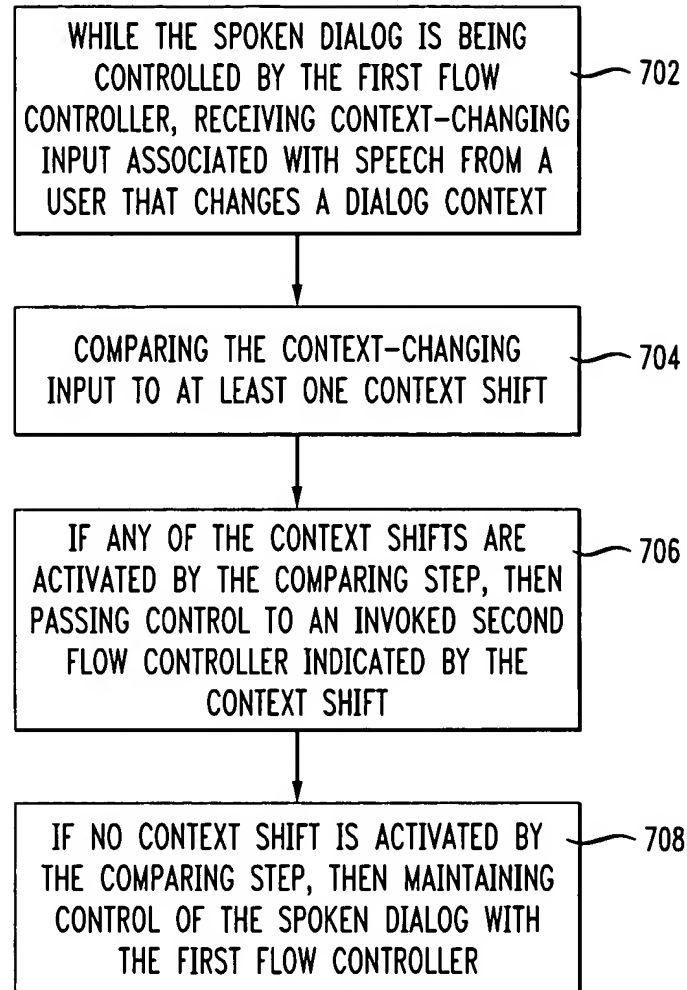 WHILE THE SPOKEN DIALOG IS BEING
CONTROLLED BY THE FIRST FLOW
CONTROLLER, RECEIVING CONTEXT-CHANGING
INPUT ASSOCIATED WITH SPEECH FROM A
USER THAT CHANGES A DIALOG CONTEXT
702
COMPARING THE CONTEXT-CHANGING
INPUT TO AT LEAST ONE CONTEXT SHIFT
704
IF ANY OF THE CONTEXT SHIFTS ARE
ACTIVATED BY THE COMPARING STEP, THEN
PASSING CONTROL TO AN INVOKED SECOND
FLOW CONTROLLER INDICATED BY THE
CONTEXT SHIFT
706
IF NO CONTEXT SHIFT IS ACTIVATED BY
THE COMPARING STEP, THEN MAINTAINING
CONTROL OF THE SPOKEN DIALOG WITH
THE FIRST FLOW CONTROLLER
708